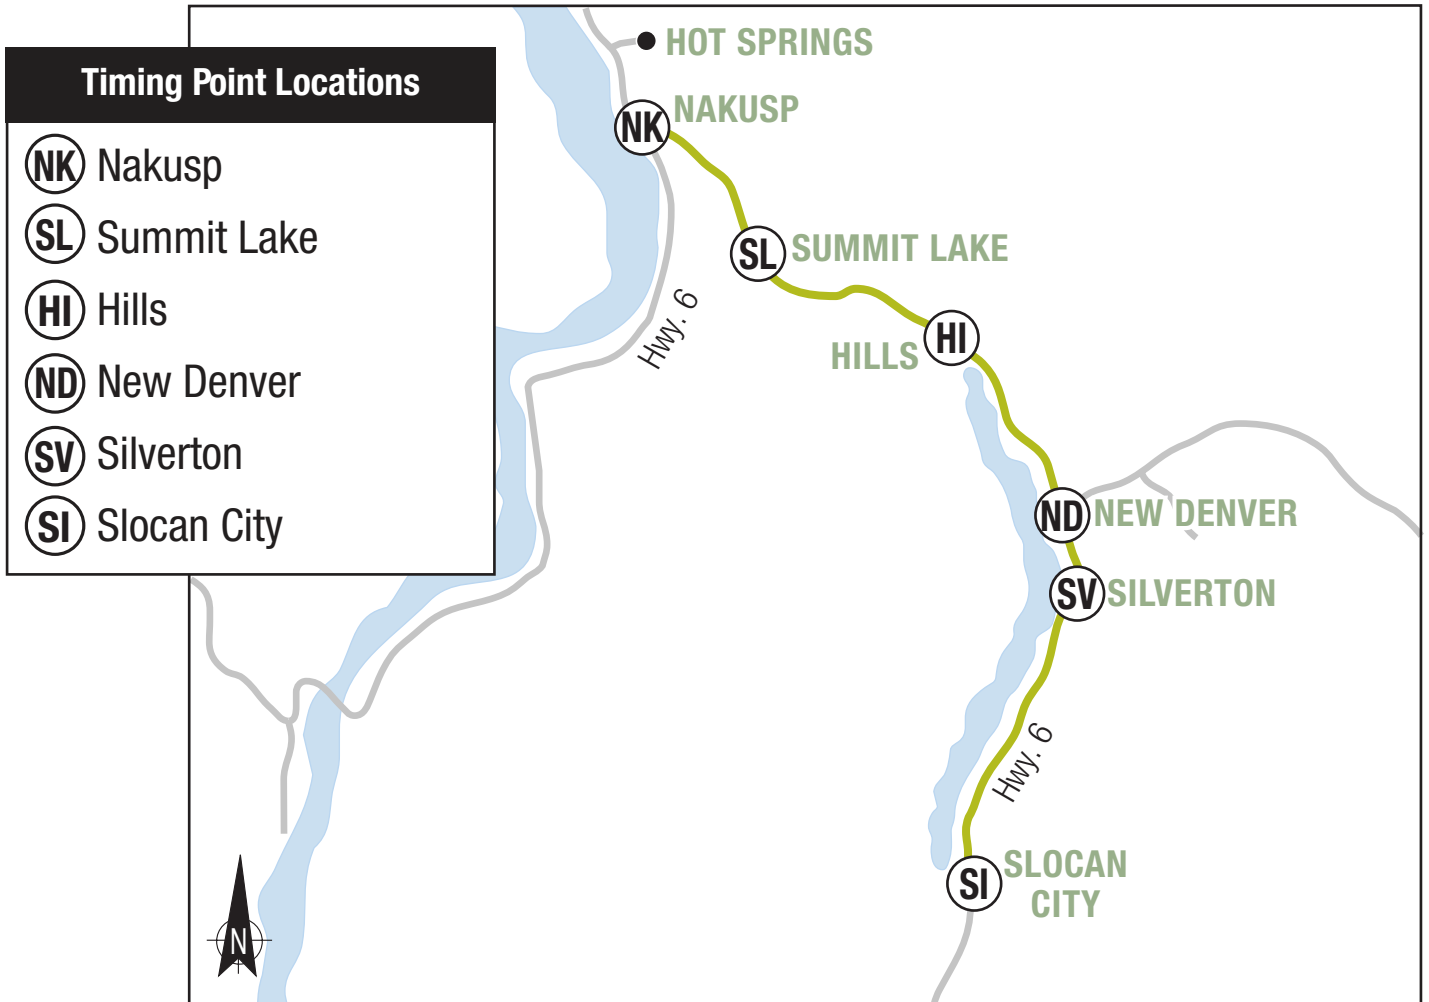 Timing Point Locations
NK Nakusp
SL Summit Lake
HI Hills
ND New Denver
SV Silverton
SI Slocan City
HOT SPRINGS
NK NAKUSP
SL SUMMIT LAKE
Hwy. 6
HI
HILLS
ND NEW DENVER
SV SILVERTON
Hwy. 6
SI SLOCAN
CITY
N